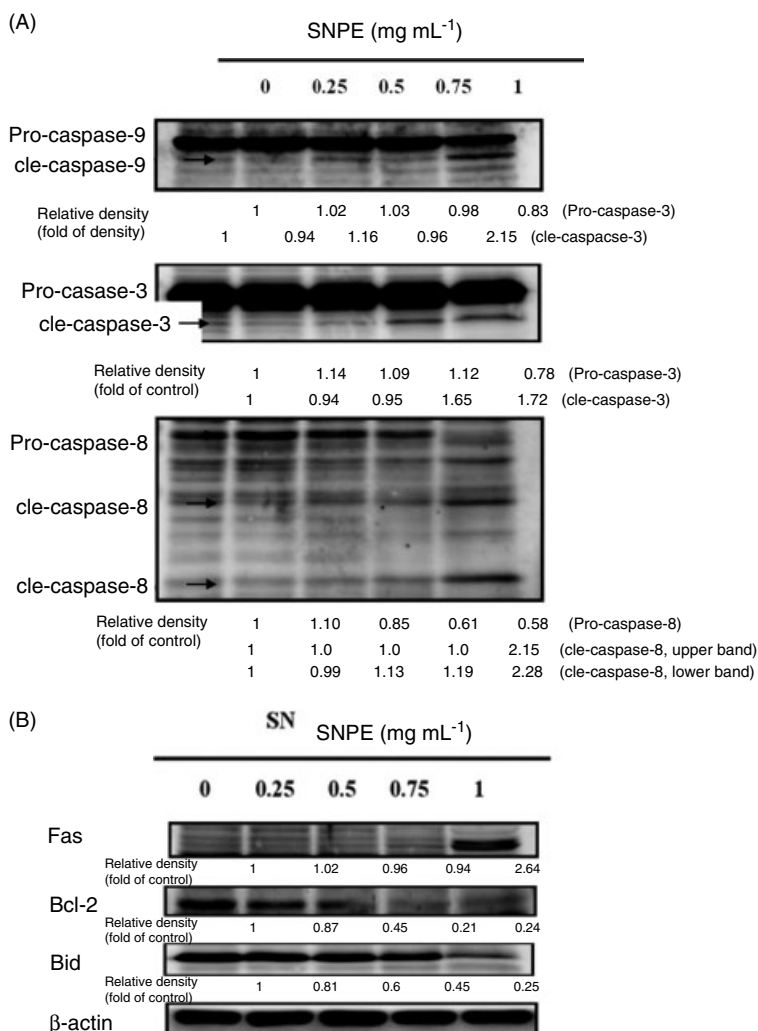 (A)
SNPE (mg mL-1)
0 0.25 0.5 0.75 1
Pro-caspase-9
cle-caspase-9
Relative density 1 1.02 1.03 0.98 0.83 (Pro-caspase-3)
(fold of density) 1 0.94 1.16 0.96 2.15 (cle-caspacse-3)
Pro-casase-3
cle-caspase-3
Relative density 1 1.14 1.09 1.12 0.78 (Pro-caspase-3)
(fold of control) 1 0.94 0.95 1.65 1.72 (cle-caspase-3)
Pro-caspase-8
cle-caspase-8
cle-caspase-8
Relative density 1 1.10 0.85 0.61 0.58 (Pro-caspase-8)
(fold of control) 1 1.0 1.0 1.0 2.15 (cle-caspase-8, upper band)
1 0.99 1.13 1.19 2.28 (cle-caspase-8, lower band)
(B)
SN SNPE (mg mL-1)
0 0.25 0.5 0.75 1
Fas
Relative density 1 1.02 0.96 0.94 2.64
(fold of control)
Bcl-2
Relative density 1 0.87 0.45 0.21 0.24
(fold of control)
Bid
Relative density 1 0.81 0.6 0.45 0.25
(fold of control)
β-actin